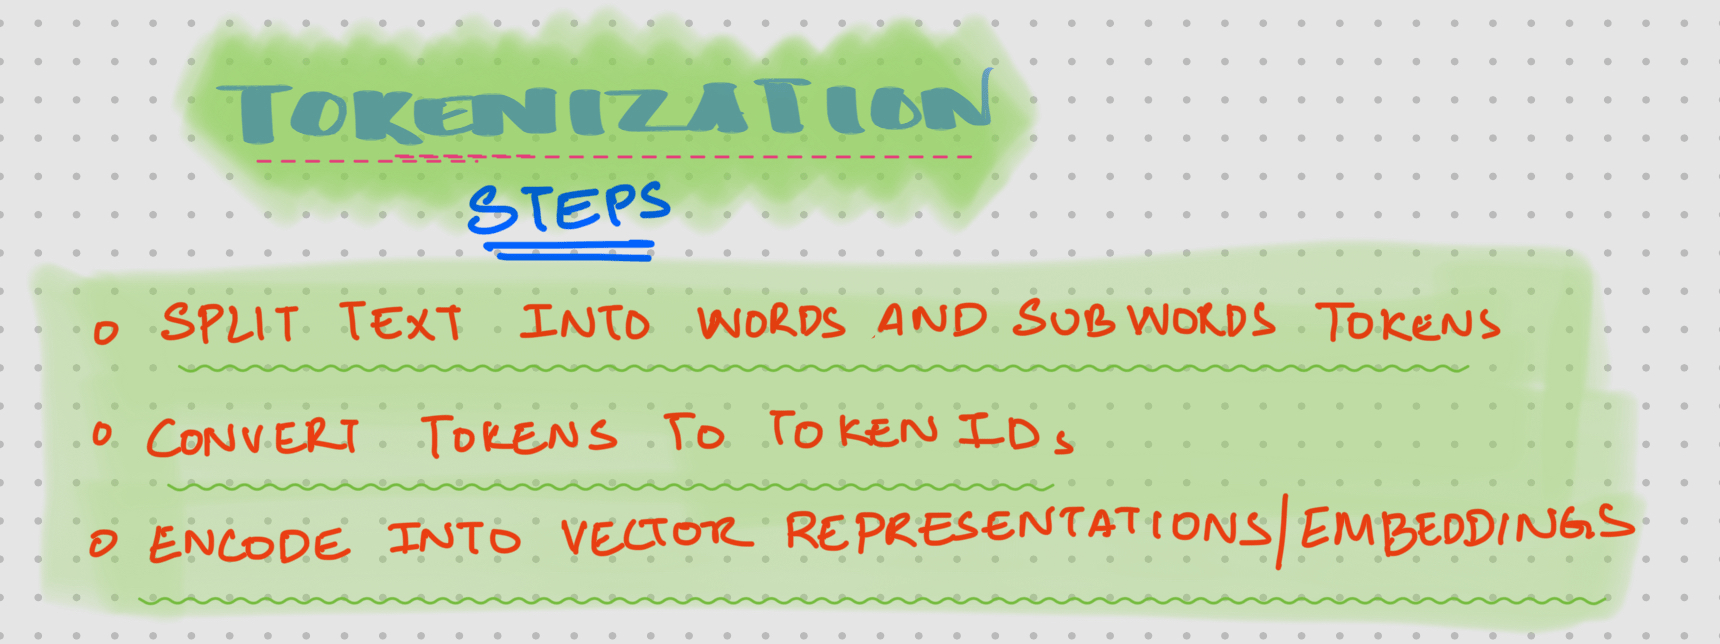 TOKENIZATION
STEPS
o SPLIT TEXT INTO WORDS AND SUBWORDS TOKENS
o CONVERT TOKENS TO TOKEN IDs
o ENCODE INTO VECTOR REPRESENTATIONS/EMBEDDINGS